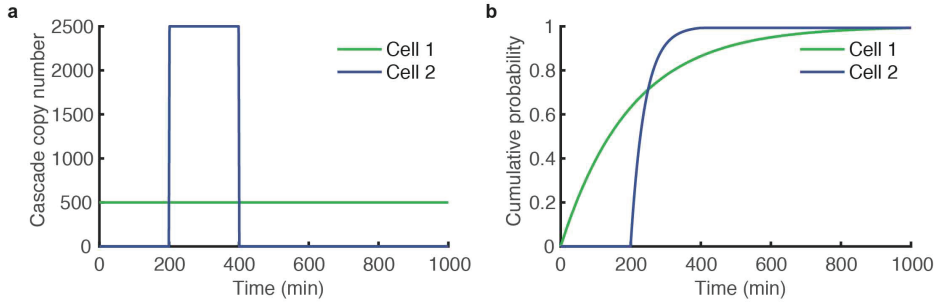 a
Cascade copy number
2500
2000
1500
1000
500
0
0 200 400 600 800 1000
Time (min)
Cell 1
Cell 2
b
Cumulative probability
1
0.8
0.6
0.4
0.2
0
0 200 400 600 800 1000
Time (min)
Cell 1
Cell 2